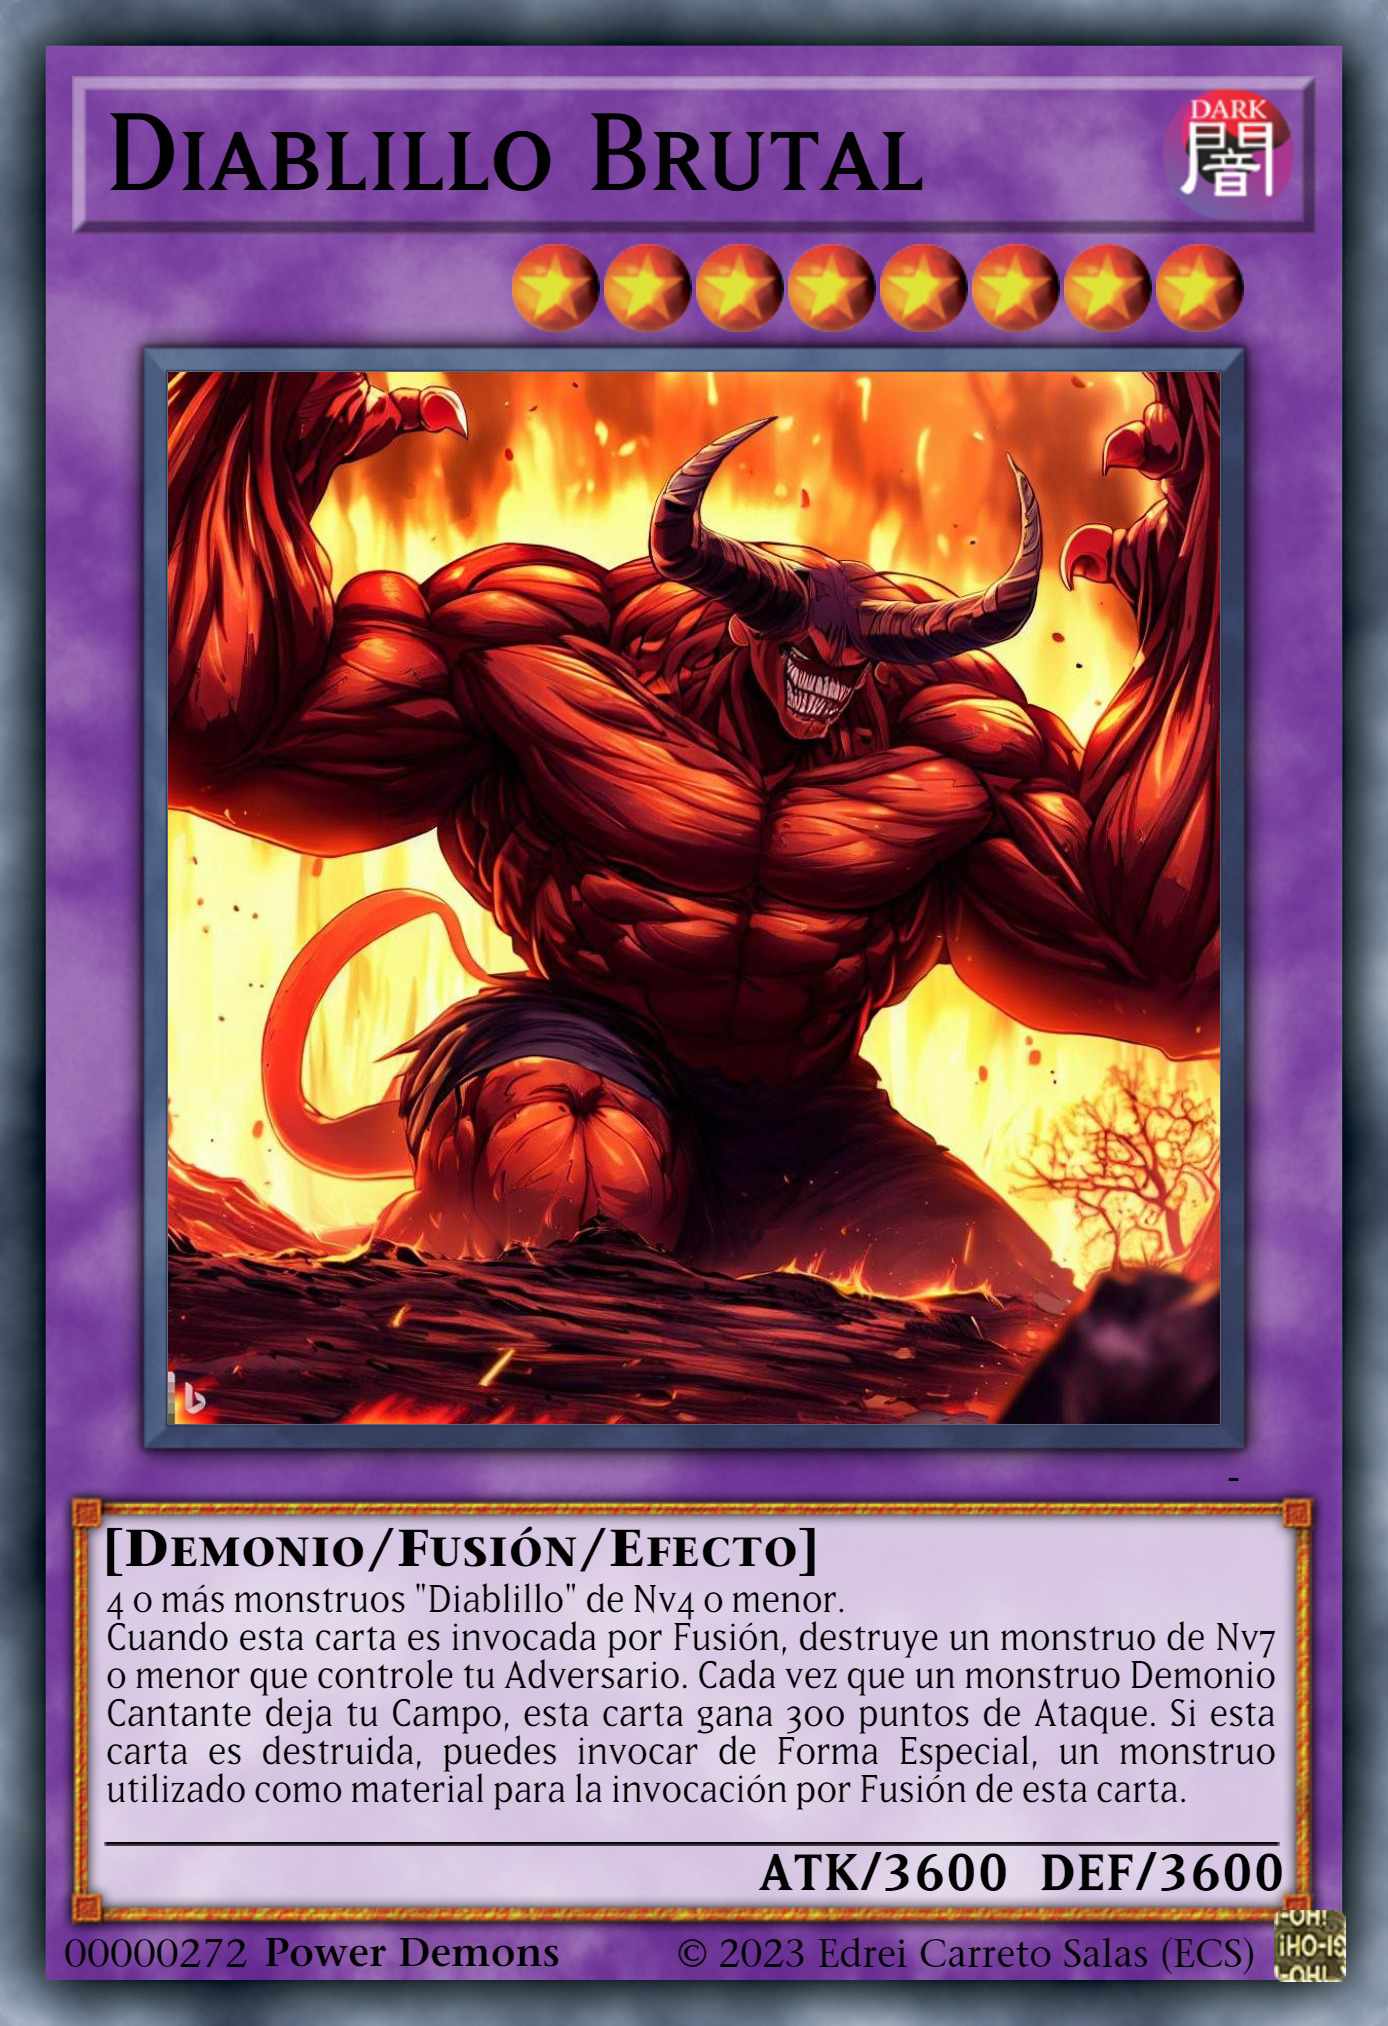 Diablillo Brutal
DARK
闇
-
[Demonio/Fusión/Efecto]
4 o más monstruos "Diablillo" de Nv4 o menor.
Cuando esta carta es invocada por Fusión, destruye un monstruo de Nv7
o menor que controle tu Adversario. Cada vez que un monstruo Demonio
Cantante deja tu Campo, esta carta gana 300 puntos de Ataque. Si esta
carta es destruida, puedes invocar de Forma Especial, un monstruo
utilizado como material para la invocación por Fusión de esta carta.
ATK/3600 DEF/3600
00000272 Power Demons © 2023 Edrei Carreto Salas (ECS)